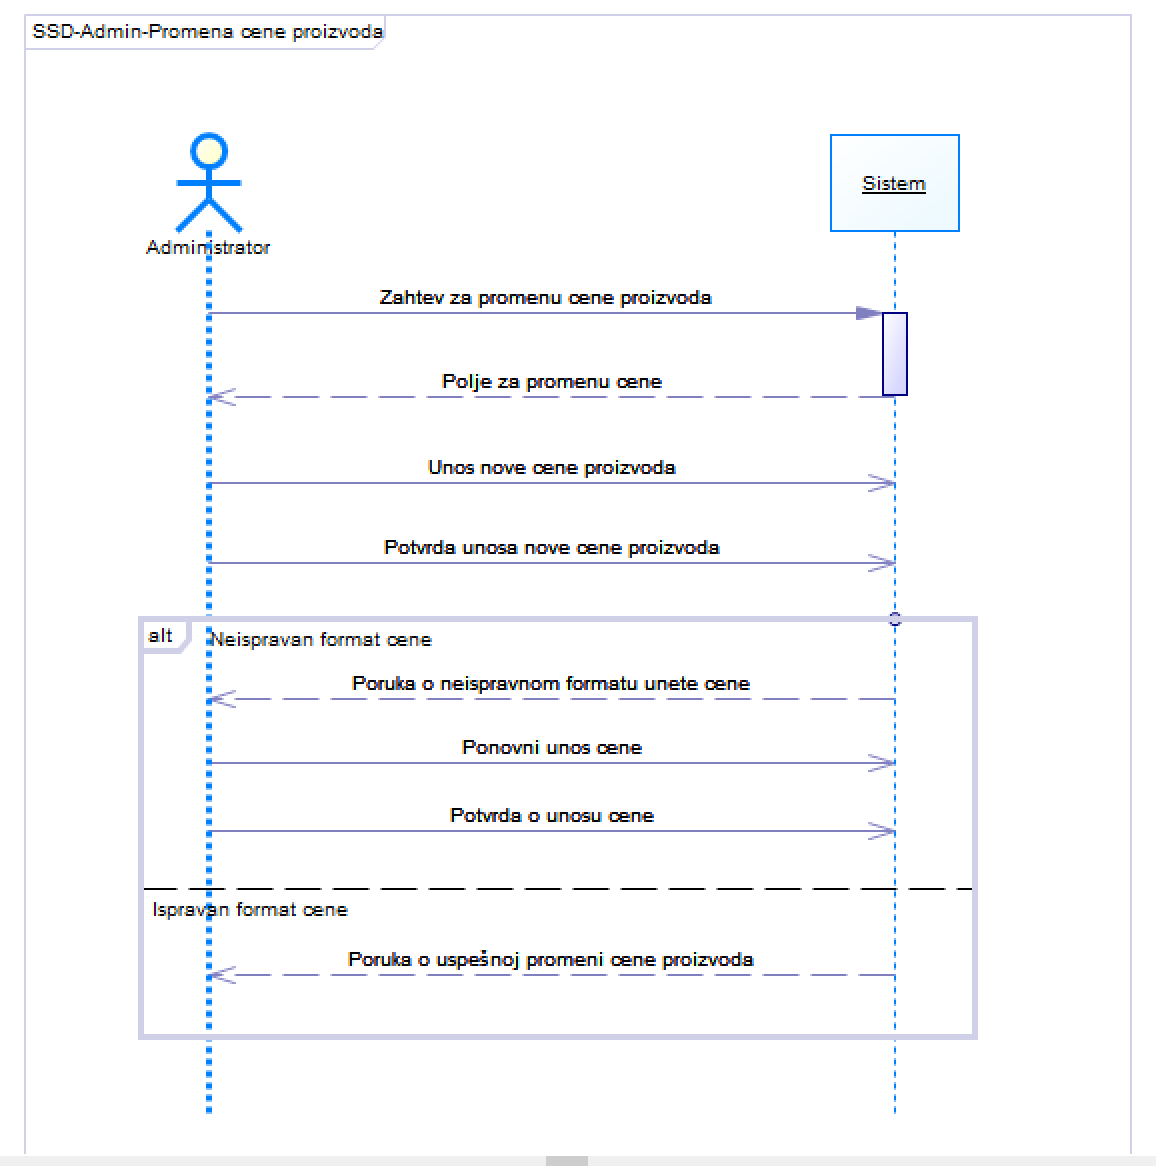 SSD-Admin-Promena cene proizvoda
Sistem
Administrator
Zahtev za promenu cene proizvoda
Polje za promenu cene
Unos nove cene proizvoda
Potvrda unosa nove cene proizvoda
alt
Neispravan format cene
Poruka o neispravnom formatu unete cene
Ponovni unos cene
Potvrda o unosu cene
Ispravan format cene
Poruka o uspešnoj promeni cene proizvoda